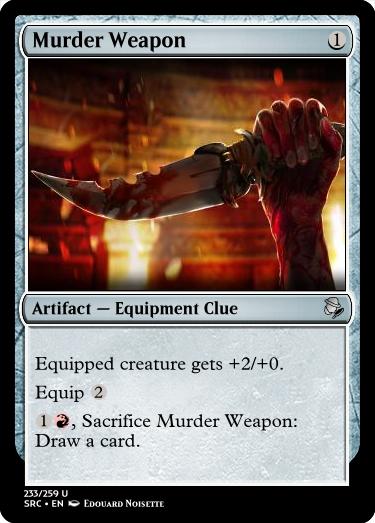 Murder Weapon 1
Artifact — Equipment Clue
Equipped creature gets +2/+0.
Equip 2
1, Sacrifice Murder Weapon:
Draw a card.
233/259 U
SRC • EN Edouard Noisette